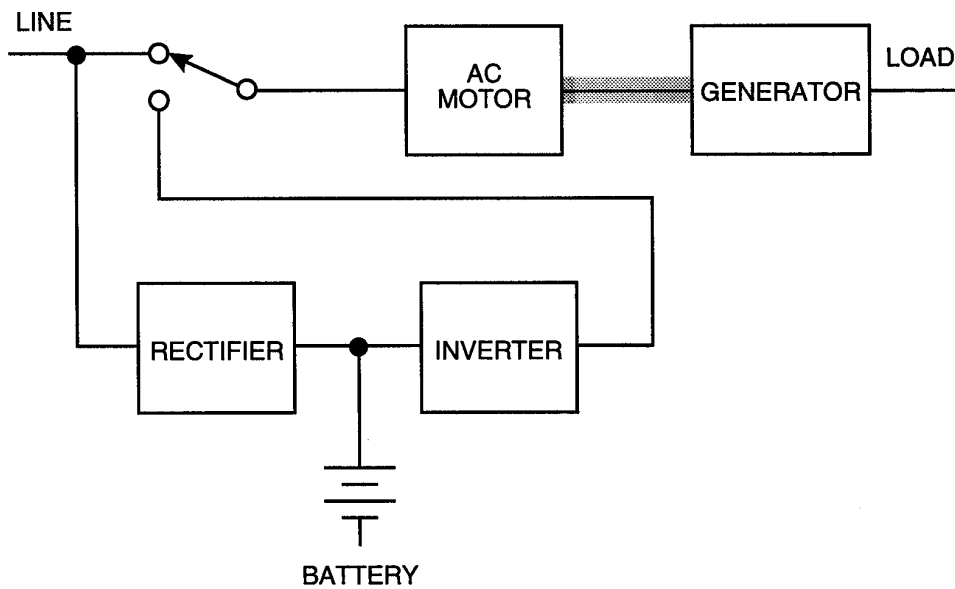 LINE
AC
MOTOR
GENERATOR
LOAD
RECTIFIER
INVERTER
BATTERY